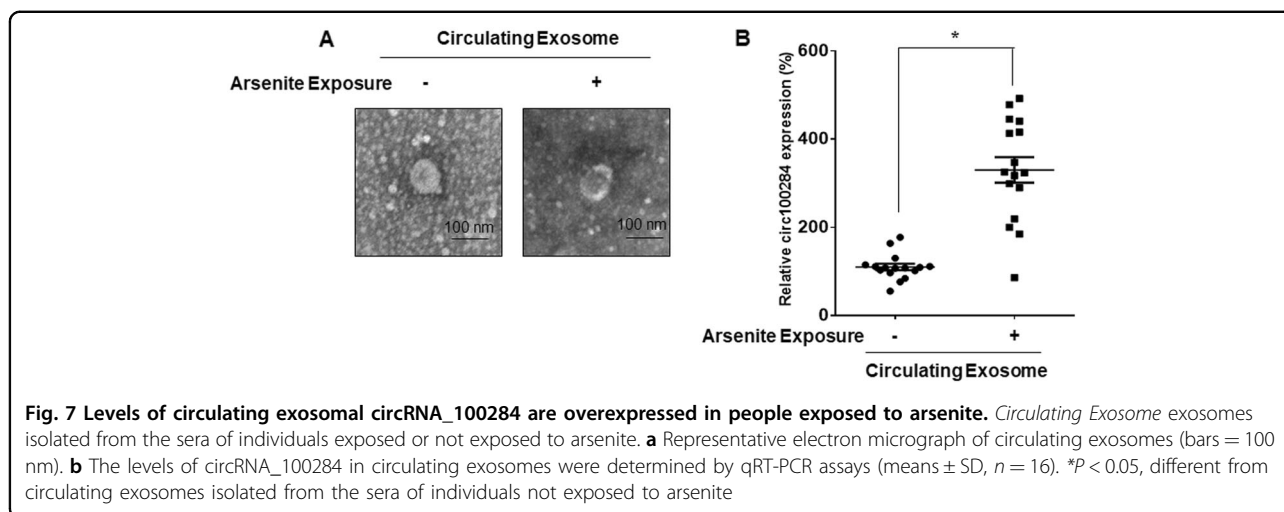 A
Circulating Exosome
Arsenite Exposure - +
100 nm 100 nm
B
*
Relative circ100284 expression (%)
600
400
200
0
Arsenite Exposure - +
Circulating Exosome
Fig. 7 Levels of circulating exosomal circRNA_100284 are overexpressed in people exposed to arsenite. Circulating Exosome exosomes
isolated from the sera of individuals exposed or not exposed to arsenite. a Representative electron micrograph of circulating exosomes (bars = 100
nm). b The levels of circRNA_100284 in circulating exosomes were determined by qRT-PCR assays (means ± SD, n = 16). *P < 0.05, different from
circulating exosomes isolated from the sera of individuals not exposed to arsenite